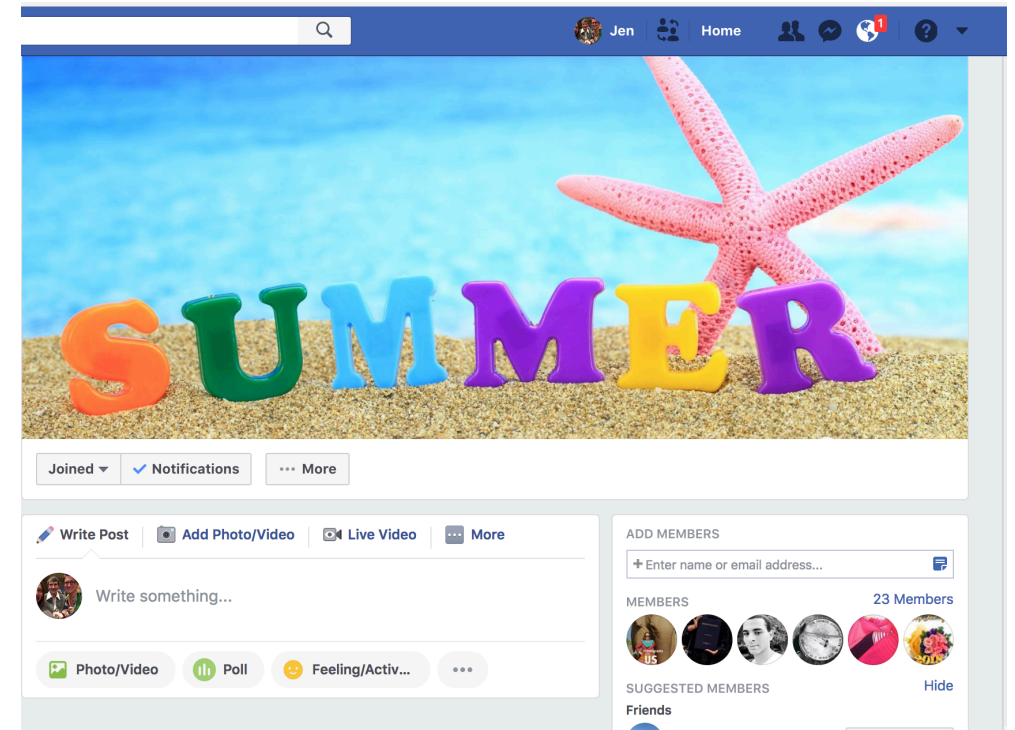 Jen Home 1
SUMMER
Joined Notifications ··· More
Write Post Add Photo/Video Live Video More
Write something...
Photo/Video Poll Feeling/Activ...
ADD MEMBERS
+ Enter name or email address...
MEMBERS 23 Members
US
SUGGESTED MEMBERS Hide
Friends